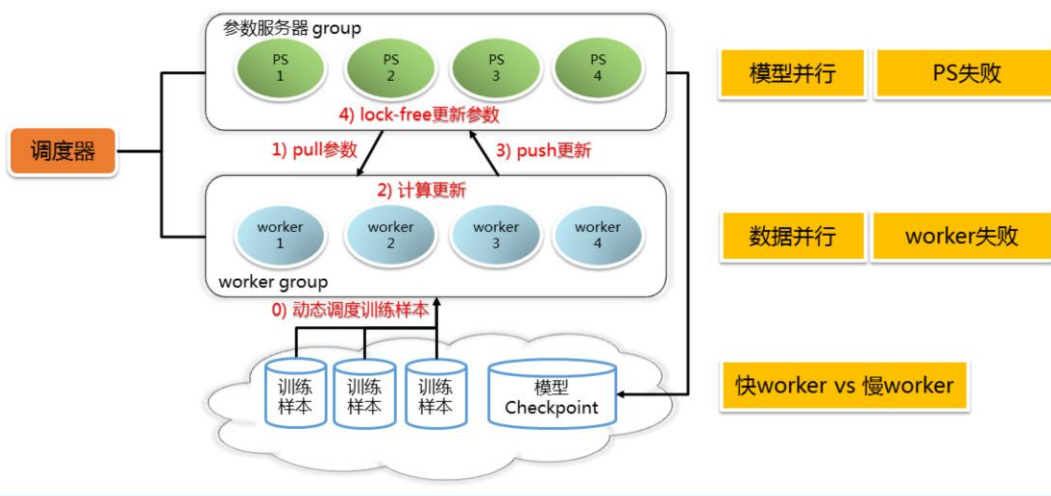 参数服务器 group
PS
1
PS
2
PS
3
PS
4
4) lock-free更新参数
调度器
1) pull参数
3) push更新
2) 计算更新
worker
1
worker
2
worker
3
worker
4
worker group
0) 动态调度训练样本
训练
样本
训练
样本
训练
样本
模型
Checkpoint
模型并行
PS失败
数据并行
worker失败
快worker vs 慢worker